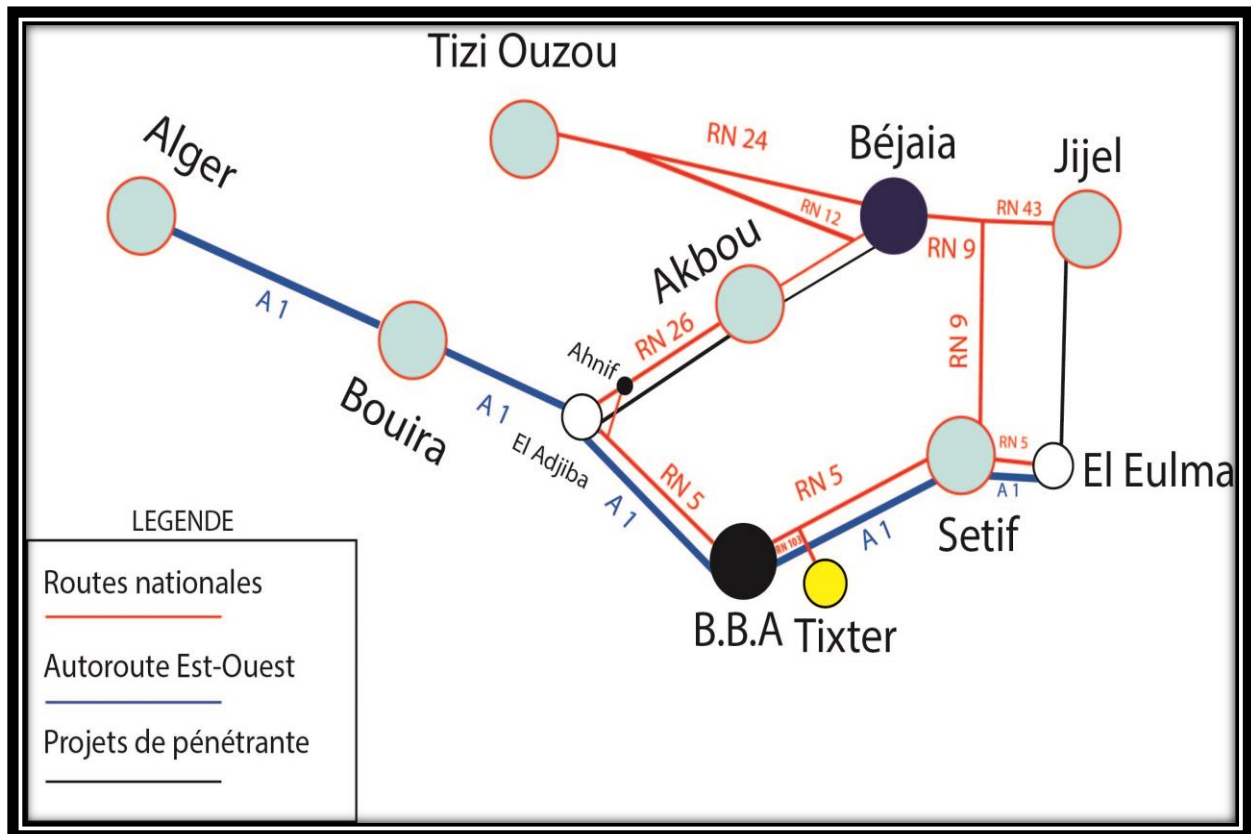 Tizi Ouzou
Alger
RN 24
Béjaia
Jijel
RN 12
RN 43
RN 9
Akbou
A 1
RN 26
RN 9
Ahnif
Bouira
A 1
El Adjiba
RN 5
A 1
RN 5
RN 5
A 1
El Eulma
RN 103
A 1
Setif
B.B.A
Tixter
LEGENDE
Routes nationales
Autoroute Est-Ouest
Projets de pénétrante